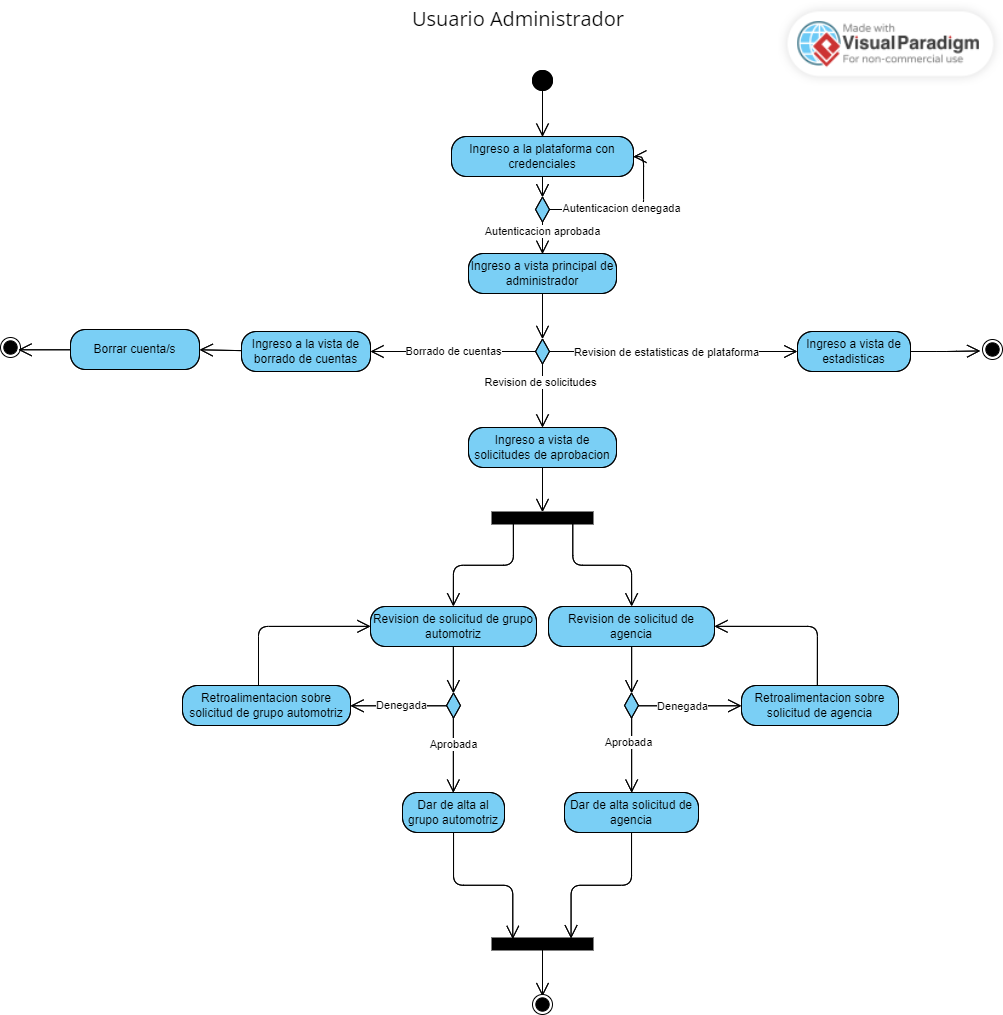 Usuario Administrador
Made with
VisualParadigm
For non-commercial use
Ingreso a la plataforma con
credenciales
Autenticacion denegada
Autenticacion aprobada
Ingreso a vista principal de
administrador
Borrar cuenta/s
Ingreso a la vista de
borrado de cuentas
Borrado de cuentas
Revision de estatisticas de plataforma
Ingreso a vista de
estadisticas
Revision de solicitudes
Ingreso a vista de
solicitudes de aprobacion
Revision de solicitud de grupo
automotriz
Revision de solicitud de
agencia
Retroalimentacion sobre
solicitud de grupo automotriz
Denegada
Denegada
Retroalimentacion sobre
solicitud de agencia
Aprobada
Aprobada
Dar de alta al
grupo automotriz
Dar de alta solicitud de
agencia